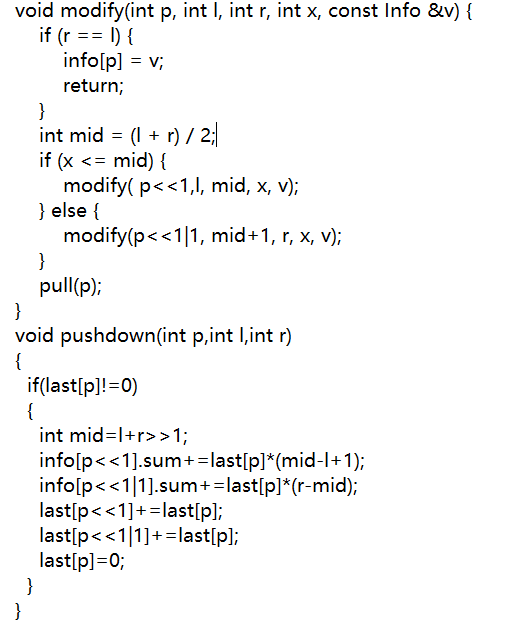 void modify(int p, int l, int r, int x, const Info &v) {
if (r == l) {
info[p] = v;
return;
}
int mid = (l + r) / 2;
if (x <= mid) {
modify( p<<1,l, mid, x, v);
} else {
modify(p<<1|1, mid+1, r, x, v);
}
pull(p);
}
void pushdown(int p,int l,int r)
{
if(last[p]!=0)
{
int mid=l+r>>1;
info[p<<1].sum+=last[p]*(mid-l+1);
info[p<<1|1].sum+=last[p]*(r-mid);
last[p<<1]+=last[p];
last[p<<1|1]+=last[p];
last[p]=0;
}
}